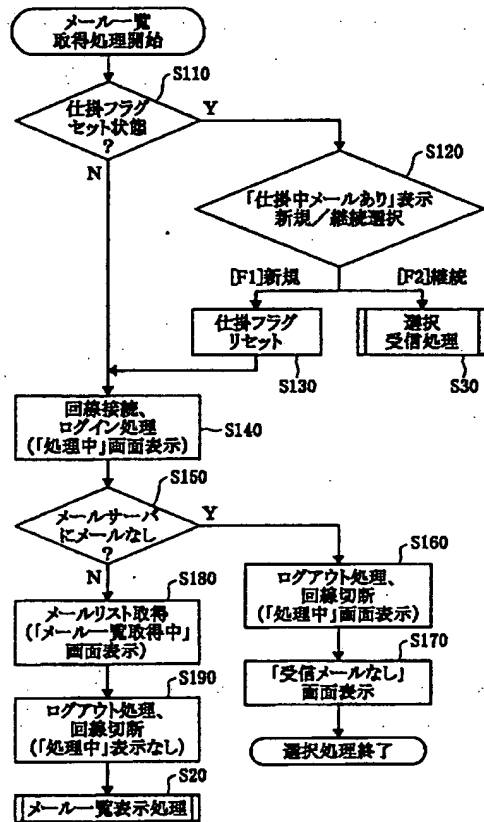 メール一覧
取得処理開始
S110
仕掛フラグ
セット状態
?
Y
N
S120
「仕掛中メールあり」表示
新規/継続選択
[F1]新規
[F2]継続
仕掛フラグ
リセット
選択
受信処理
S130
S30
回線接続、
ログイン処理
(「処理中」画面表示)
S140
S150
メールサーバ
にメールなし
?
Y
N
S160
ログアウト処理、
回線切断
(「処理中」画面表示)
S180
メールリスト取得
(「メール一覧取得中」
画面表示)
S170
「受信メールなし」
画面表示
S190
ログアウト処理、
回線切断
(「処理中」表示なし)
選択処理終了
S20
メール一覧表示処理